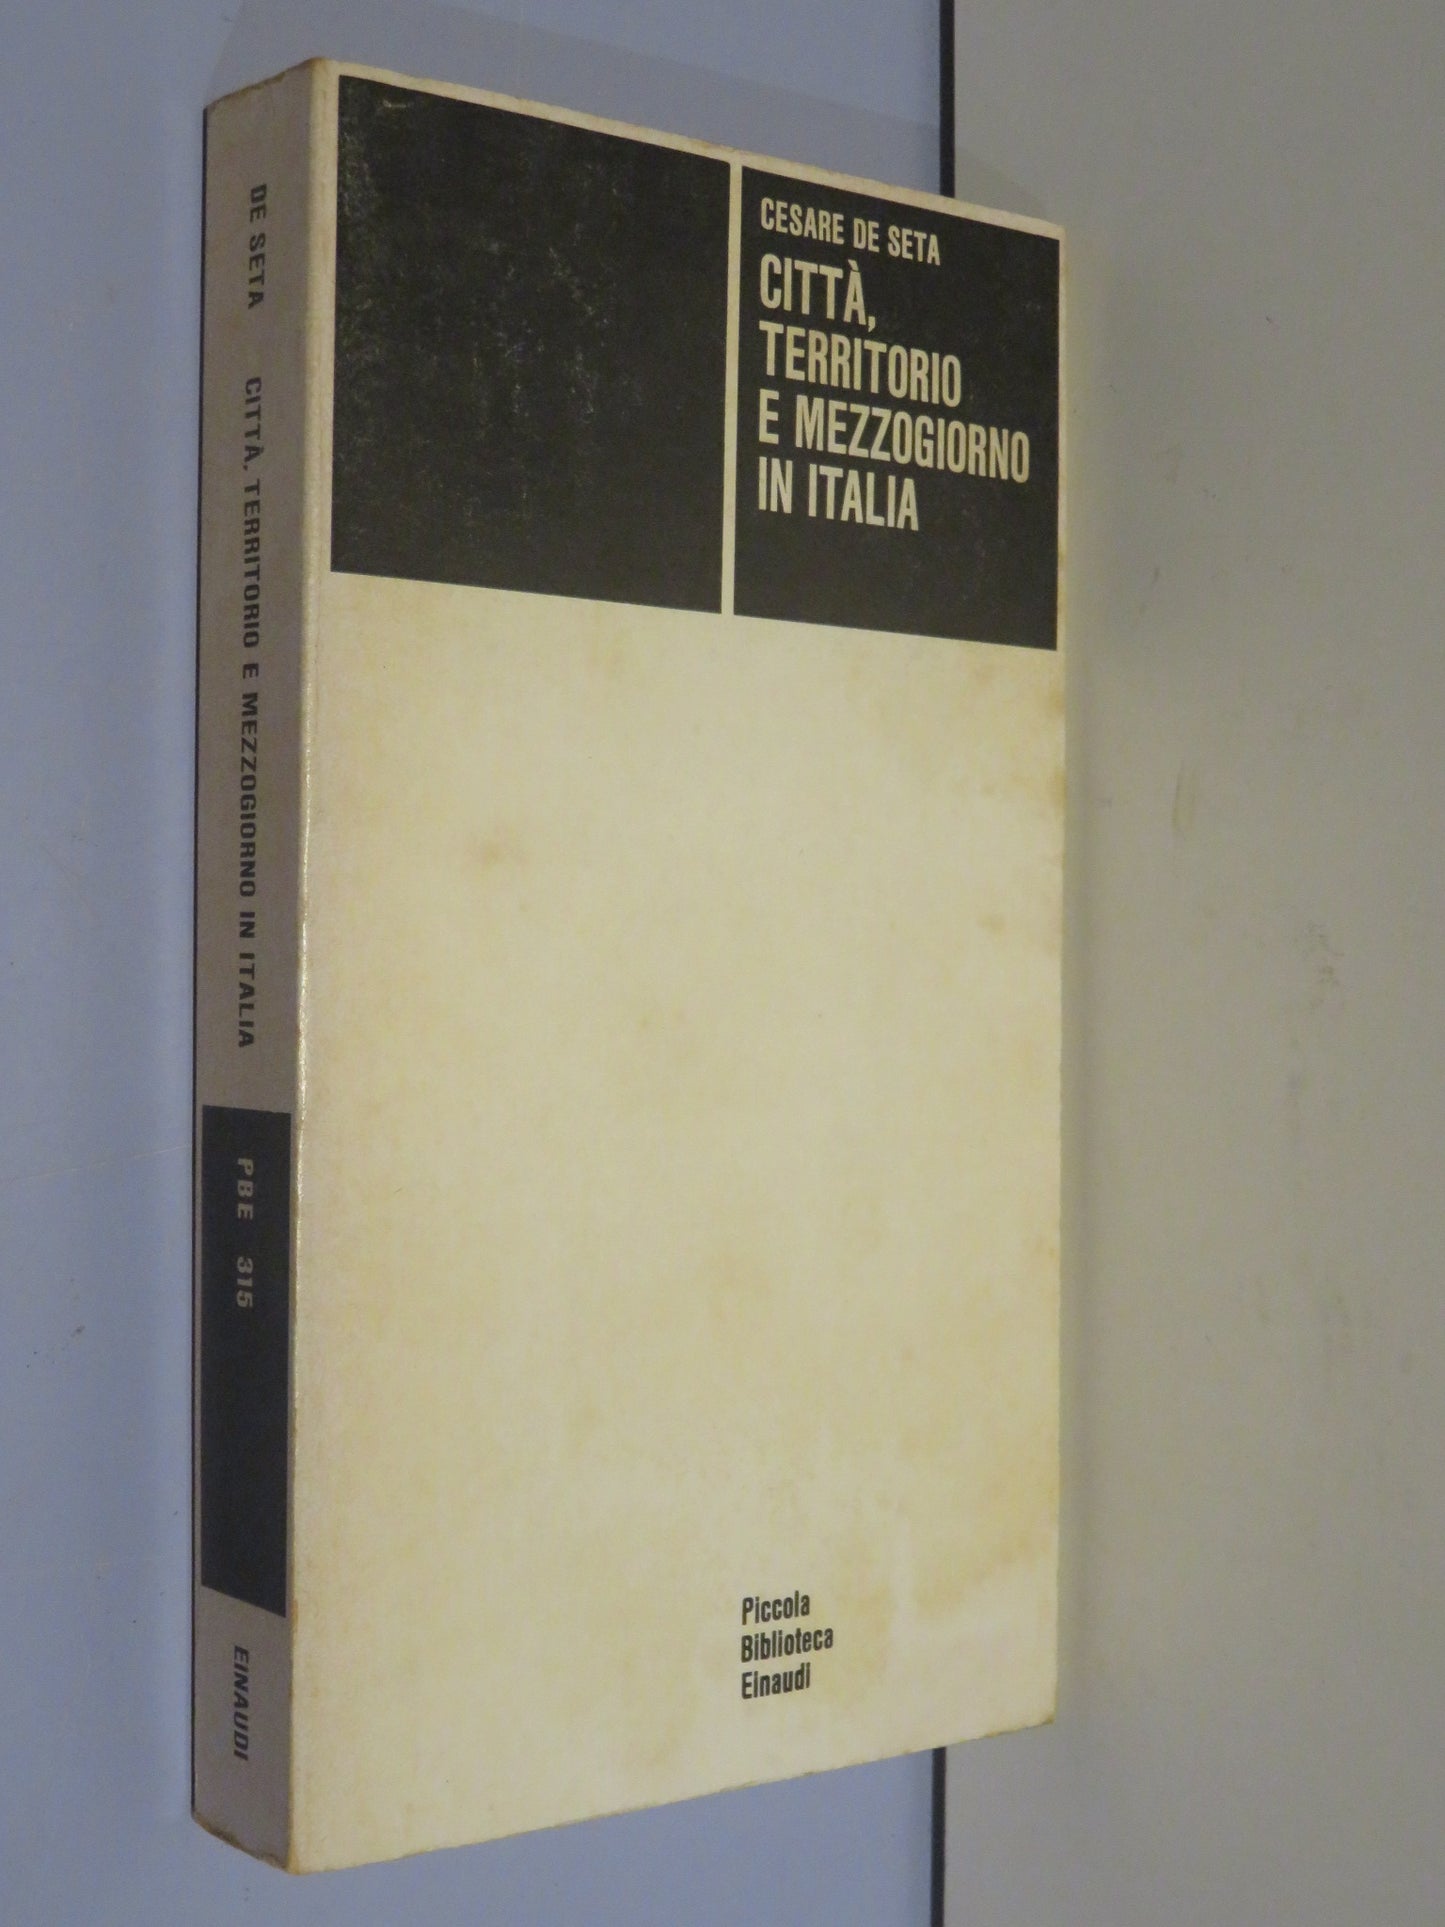 CESARE DE SETA
CITTÀ,
TERRITORIO
E MEZZOGIORNO
IN ITALIA
Piccola
Biblioteca
Einaudi
DE SETA CITTÀ, TERRITORIO E MEZZOGIORNO IN ITALIA
PBE 315
EINAUDI